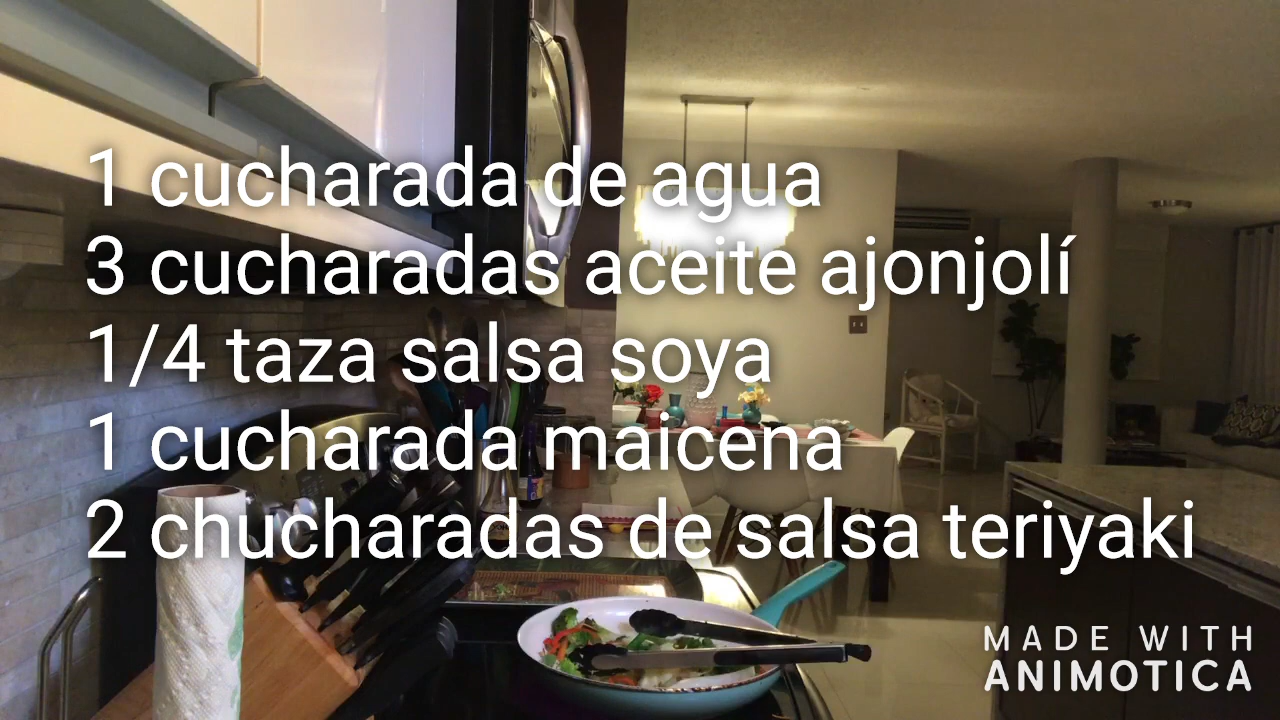 1 cucharada de agua
3 cucharadas aceite ajonjolí
1/4 taza salsa soya
1 cucharada maicena
2 chucharadas de salsa teriyaki
MADE WITH
ANIMOTICA